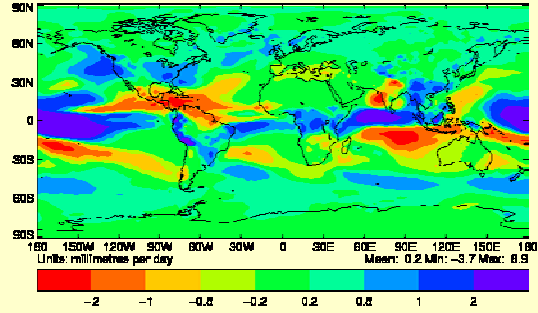 90N
60N
30N
0
30S
60S
90S
180 150W 120W 90W 60W 30W 0 30E 60E 90E 120E 150E 180
Units: millimetres per day Mean: 0.2 Min: -3.7 Max: 8.9
-2 -1 -0.6 -0.2 0.2 0.6 1 2